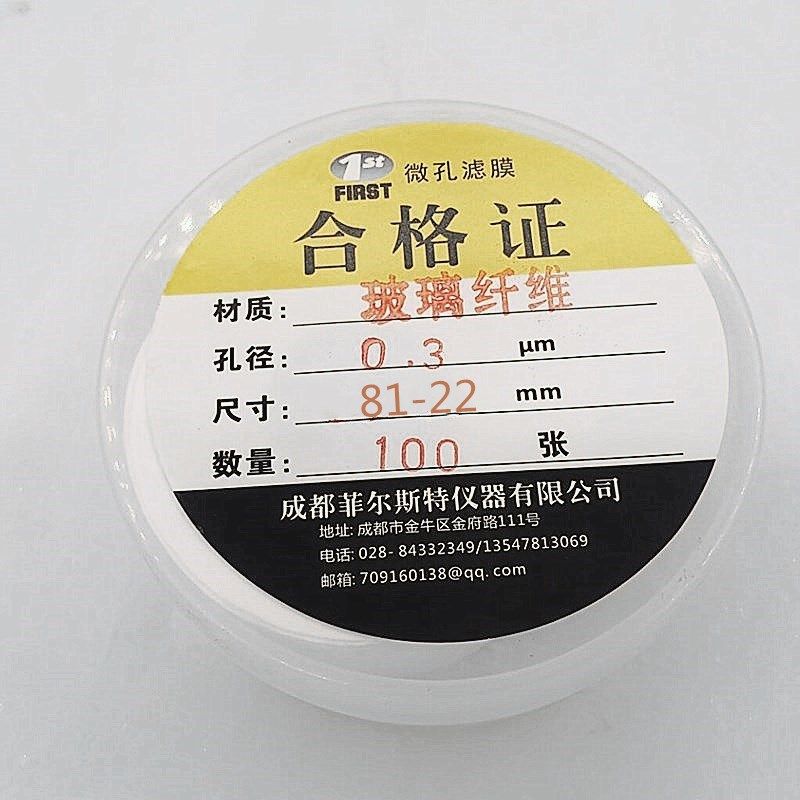 1st
FIRST 微孔滤膜
合格证
材质: 玻璃纤维
孔径: 0.3 μm
尺寸: 81-22 mm
数量: 100 张
成都菲尔斯特仪器有限公司
地址: 成都市金牛区金府路111号
电话: 028- 84332349/13547813069
邮箱: 709160138@qq. com